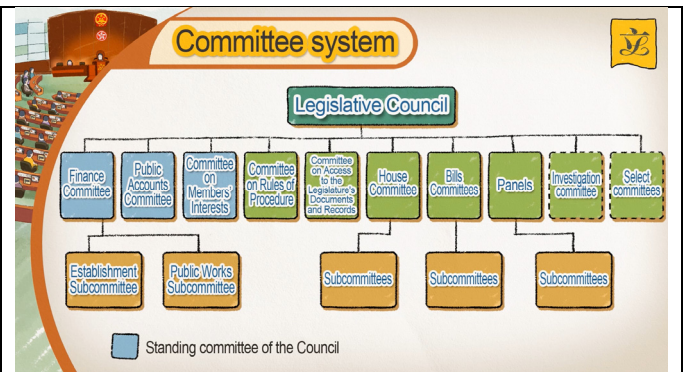 Committee system
Legislative Council
Finance
Committee
Public
Accounts
Committee
Committee
on
Members'
Interests
Committee
on Rules of
Procedure
Committee
on Access
to the
Legislature's
Documents
and Records
House
Committee
Bills
Committees
Panels
Investigation
committee
Select
committees
Establishment
Subcommittee
Public Works
Subcommittee
Subcommittees
Subcommittees
Subcommittees
Standing committee of the Council